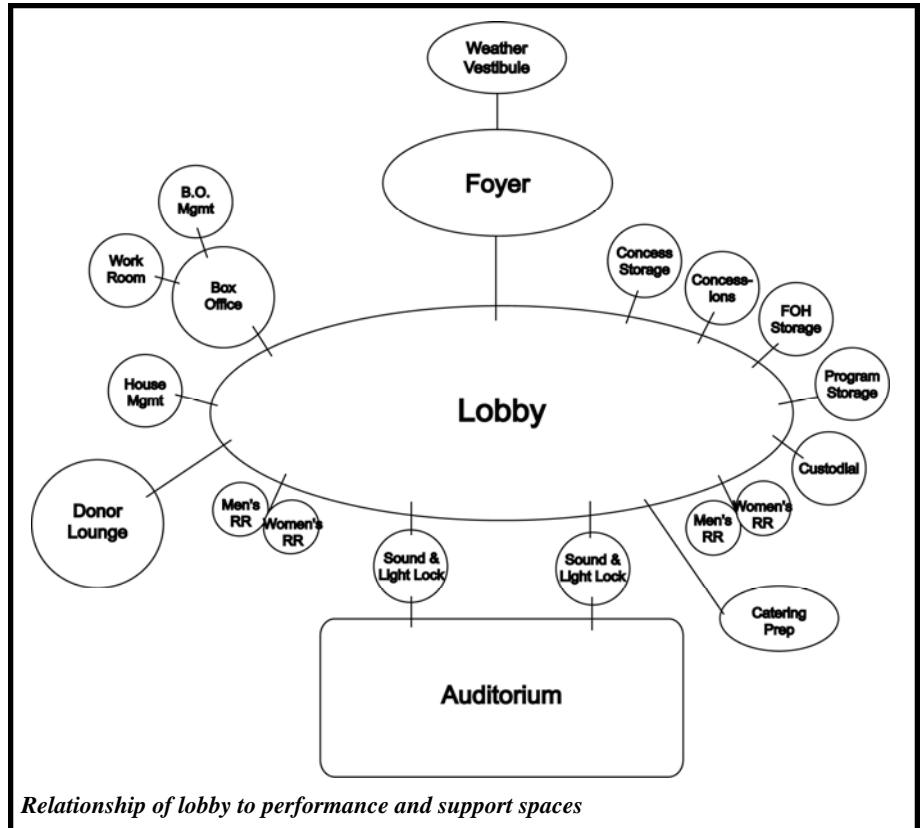 Weather
Vestibule
Foyer
B.O.
Mgmt
Work
Room
Box
Office
Concess
Storage
Concess-
ions
FOH
Storage
House
Mgmt
Program
Storage
Lobby
Custodial
Donor
Lounge
Men's
RR
Women's
RR
Sound &
Light Lock
Sound &
Light Lock
Men's
RR
Women's
RR
Catering
Prep
Auditorium
Relationship of lobby to performance and support spaces